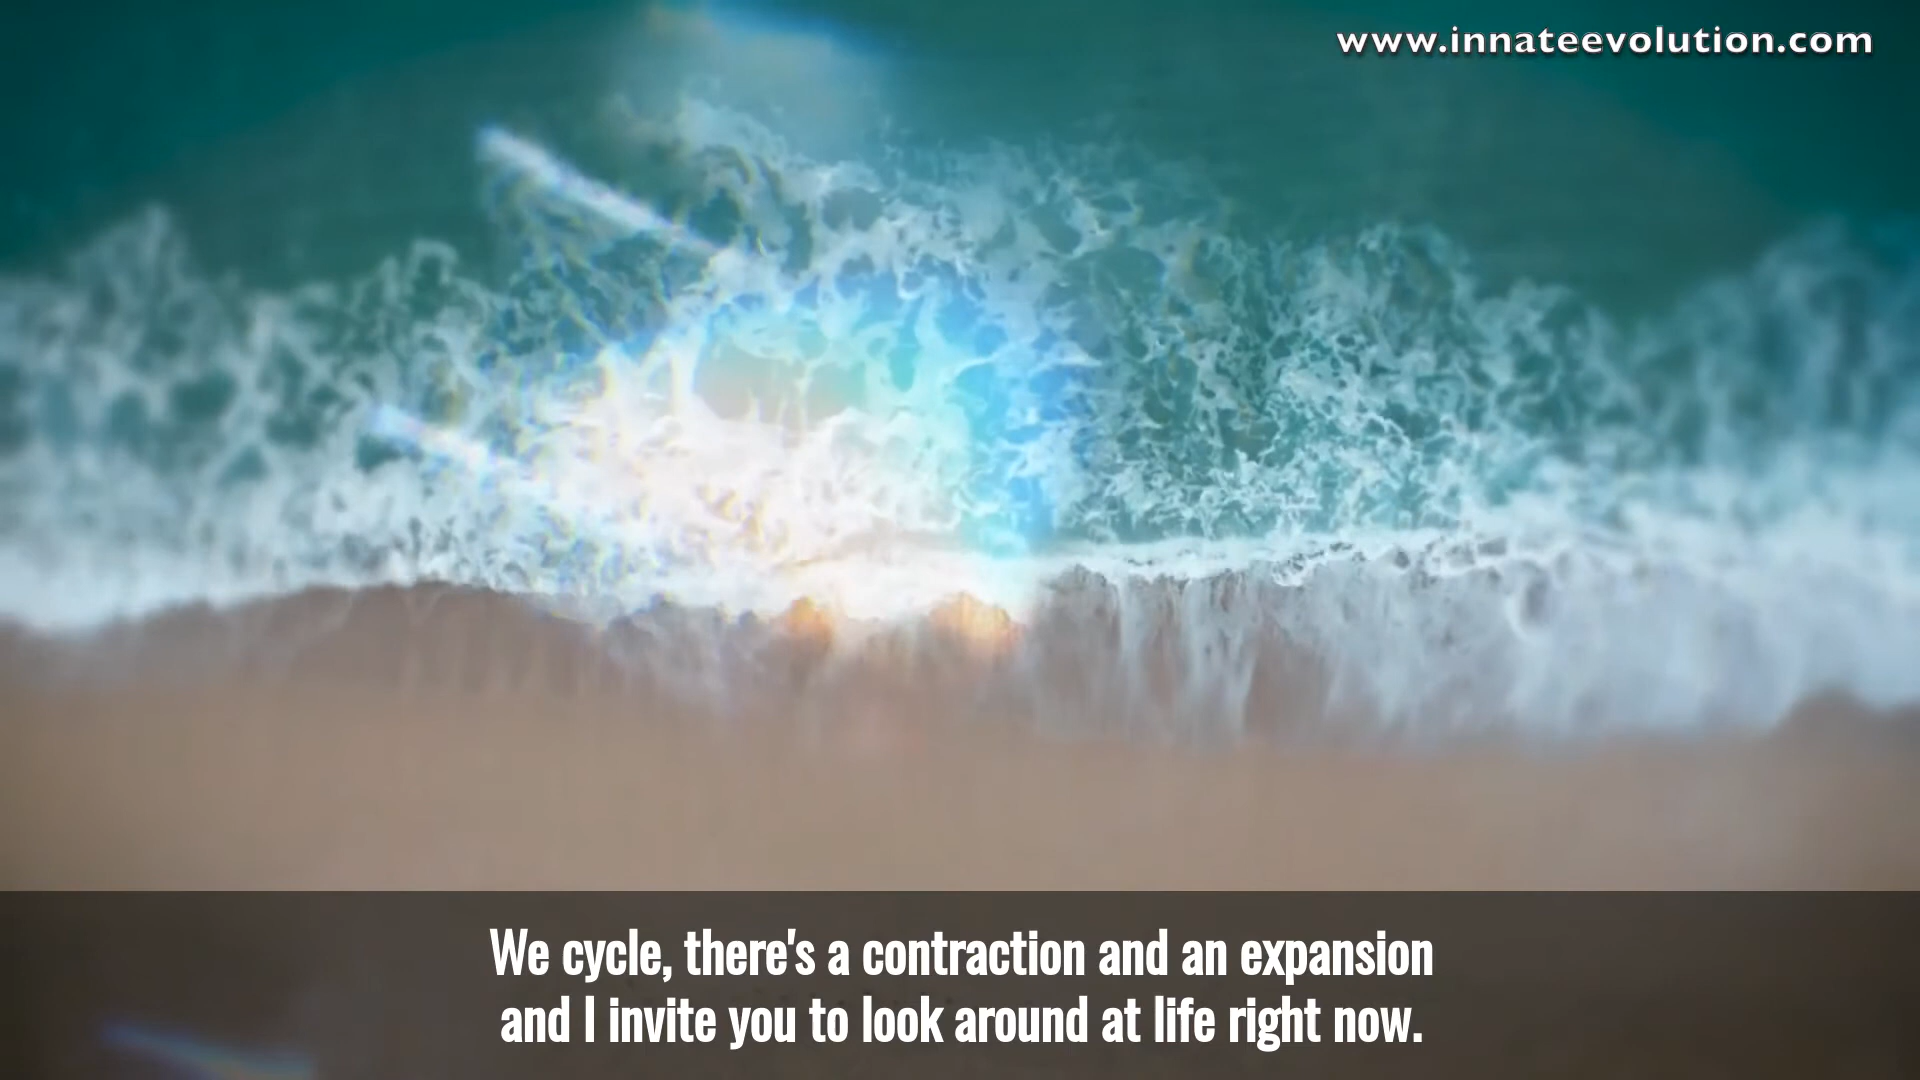 www.innateevolution.com
We cycle, there's a contraction and an expansion
and I invite you to look around at life right now.